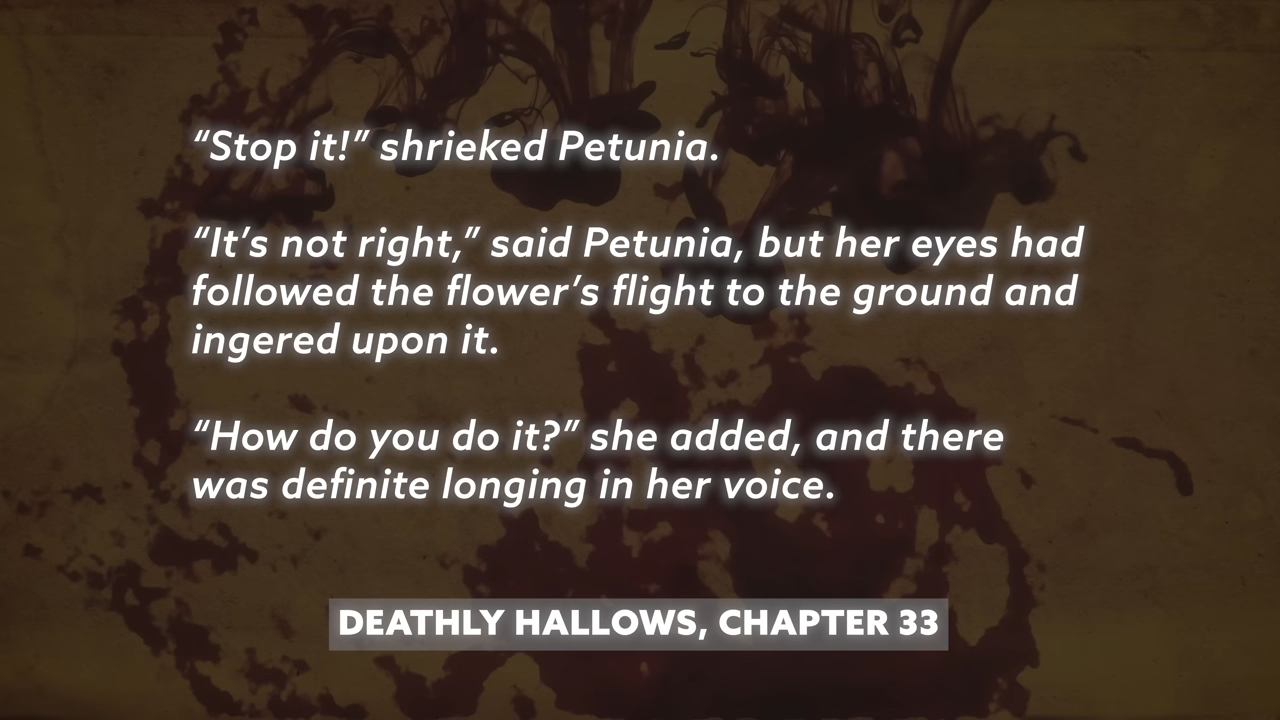 “Stop it!” shrieked Petunia.
“It’s not right,” said Petunia, but her eyes had
followed the flower’s flight to the ground and
ingered upon it.
“How do you do it?” she added, and there
was definite longing in her voice.
DEATHLY HALLOWS, CHAPTER 33